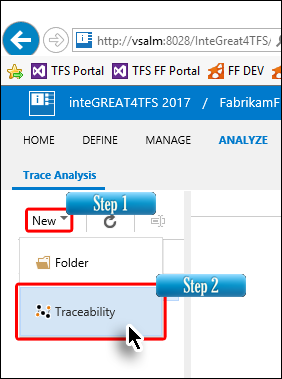 http://vsalm:8028/InteGreat4TFS/
TFS Portal TFS FF Portal FF DEV
inteGREAT4TFS 2017 / FabrikamF
HOME DEFINE MANAGE ANALYZE
Trace Analysis
New Step 1
Folder
Step 2
Traceability